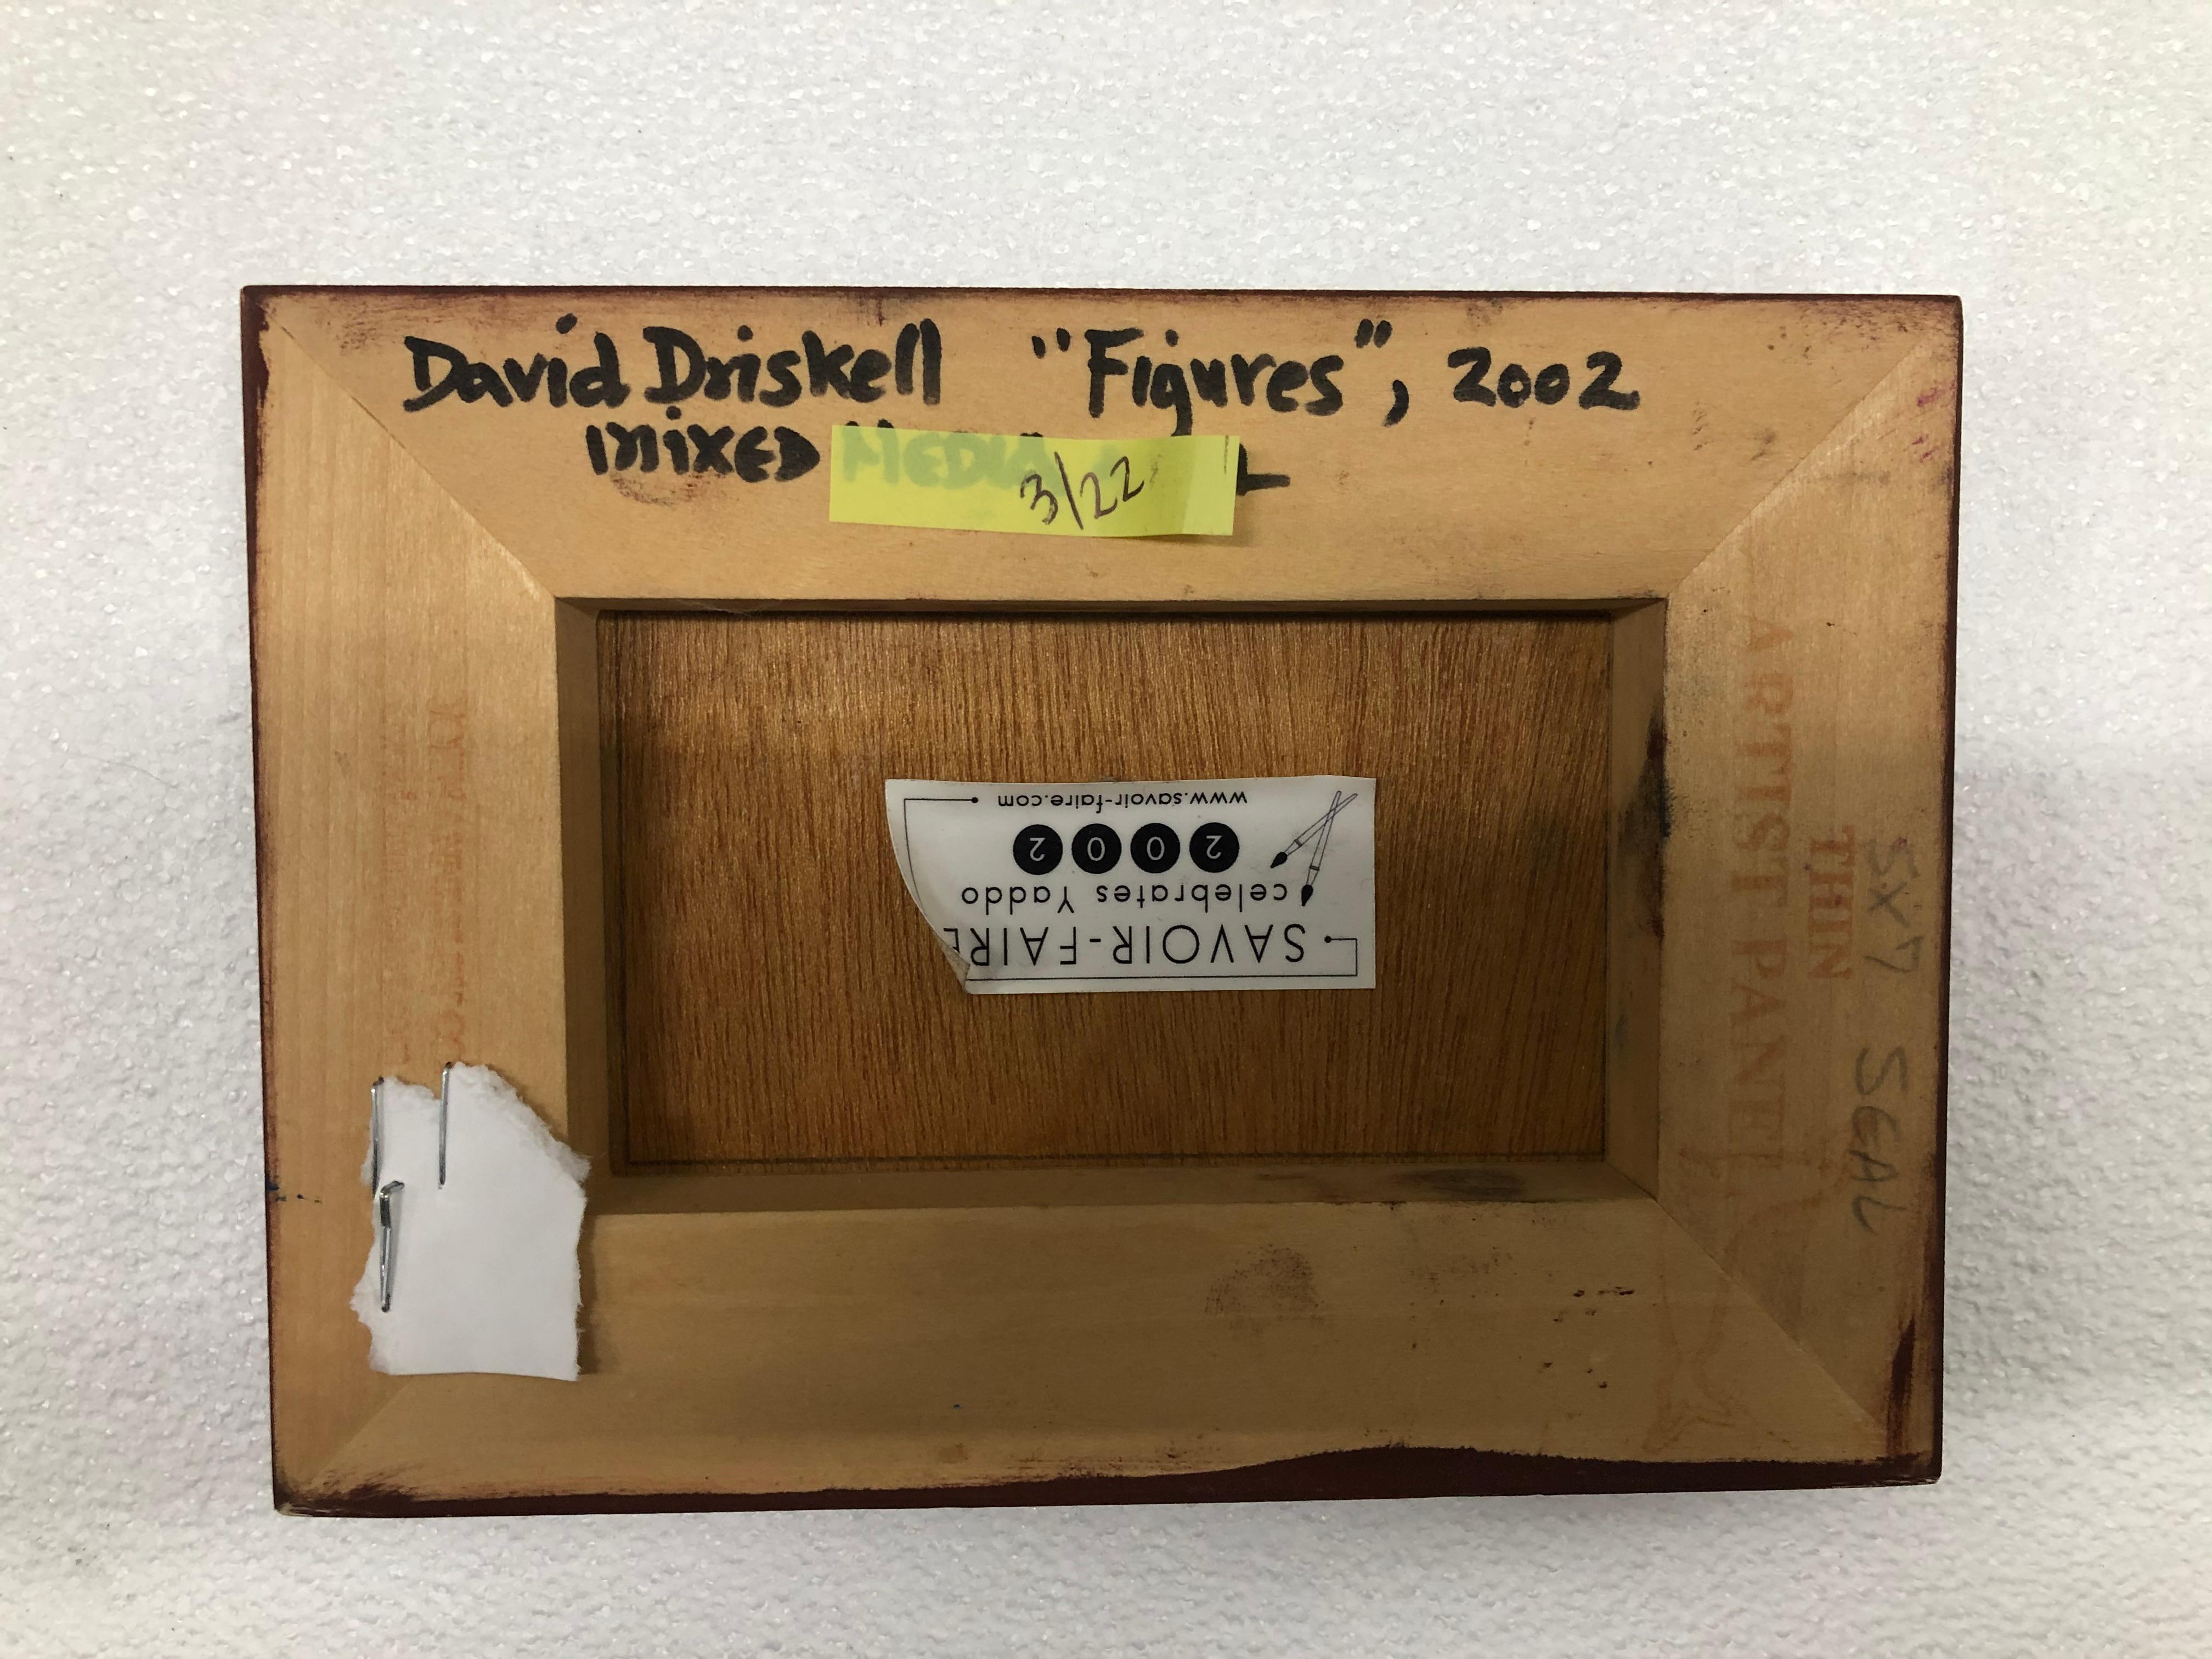 David Driskell "Figures", 2002
MIXED MEDIA
3/22
www.savoir-faire.com
2002
celebrates Yaddo
SAVOIR-FAIRE
ARTIST PANEL
THIN
5x7 SEAL